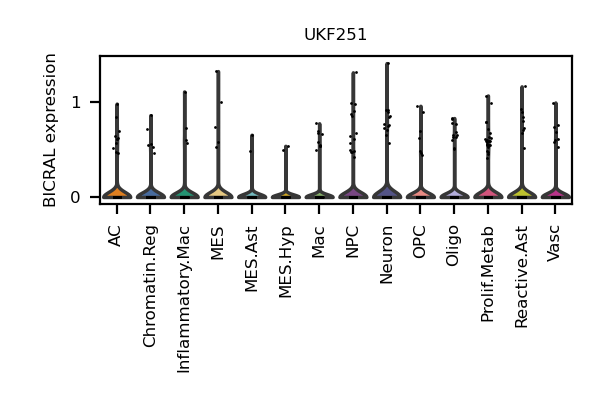 UKF251
BICRAL expression
1
0
AC
Chromatin.Reg
Inflammatory.Mac
MES
MES.Ast
MES.Hyp
Mac
NPC
Neuron
OPC
Oligo
Prolif.Metab
Reactive.Ast
Vasc